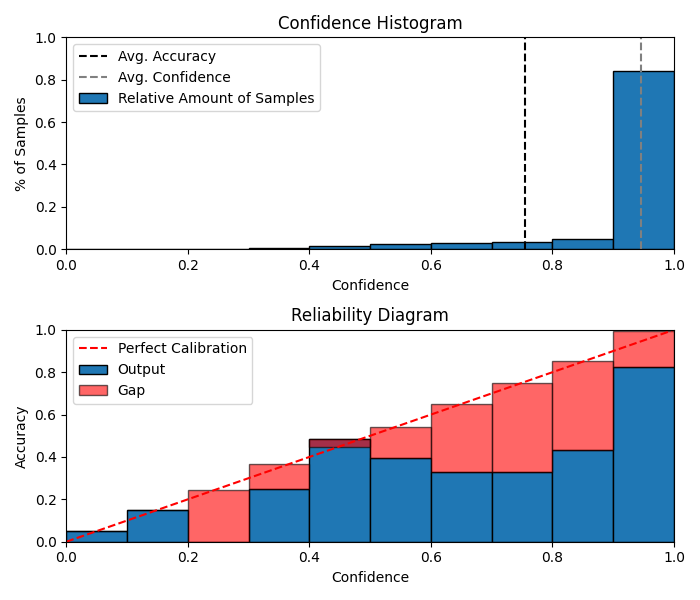 Confidence Histogram
1.0
0.8
0.6
0.4
0.2
0.0
% of Samples
Avg. Accuracy
Avg. Confidence
Relative Amount of Samples
0.0 0.2 0.4 0.6 0.8 1.0
Confidence
Reliability Diagram
1.0
0.8
0.6
0.4
0.2
0.0
Accuracy
Perfect Calibration
Output
Gap
0.0 0.2 0.4 0.6 0.8 1.0
Confidence